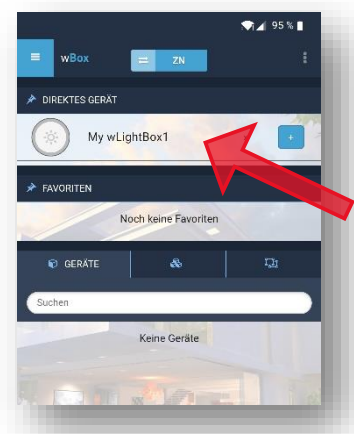 95 %
wBox
ZN
DIREKTES GERÄT
My wLightBox1
+
FAVORITEN
Noch keine Favoriten
GERÄTE
Suchen
Keine Geräte